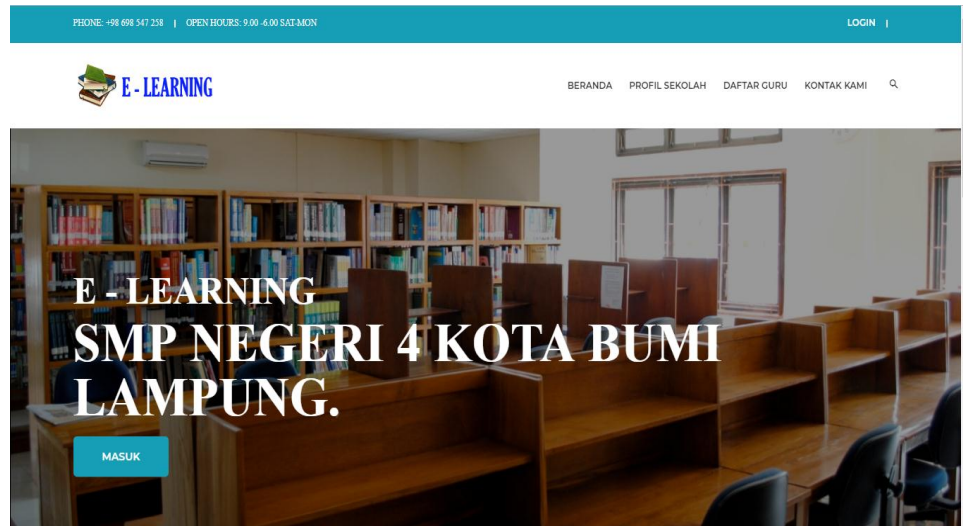 PHONE: +98 698 547 258 | OPEN HOURS: 9.00 -6.00 SAT-MON LOGIN |
E - LEARNING BERANDA PROFIL SEKOLAH DAFTAR GURU KONTAK KAMI
E - LEARNING
SMP NEGERI 4 KOTA BUMI
LAMPUNG.
MASUK